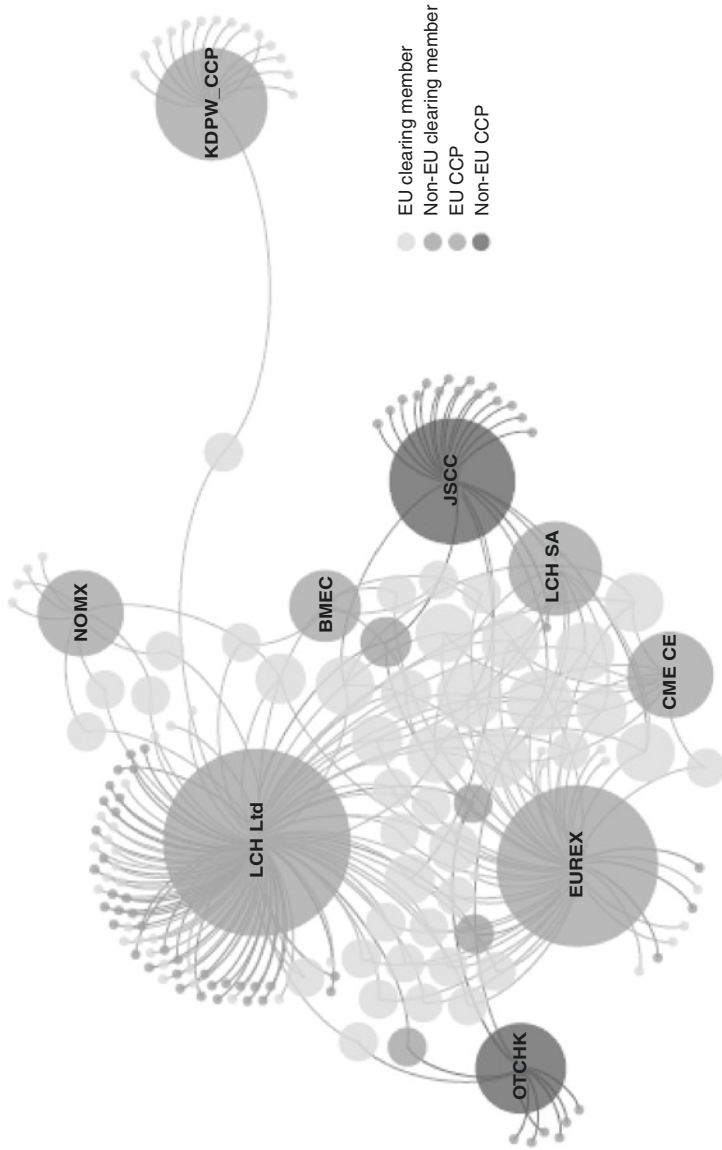 KDPW_CCP
EU clearing member
Non-EU clearing member
EU CCP
Non-EU CCP
JSCC
NOMX
BMEC
LCH SA
CME CE
LCH Ltd
EUREX
OTCHK